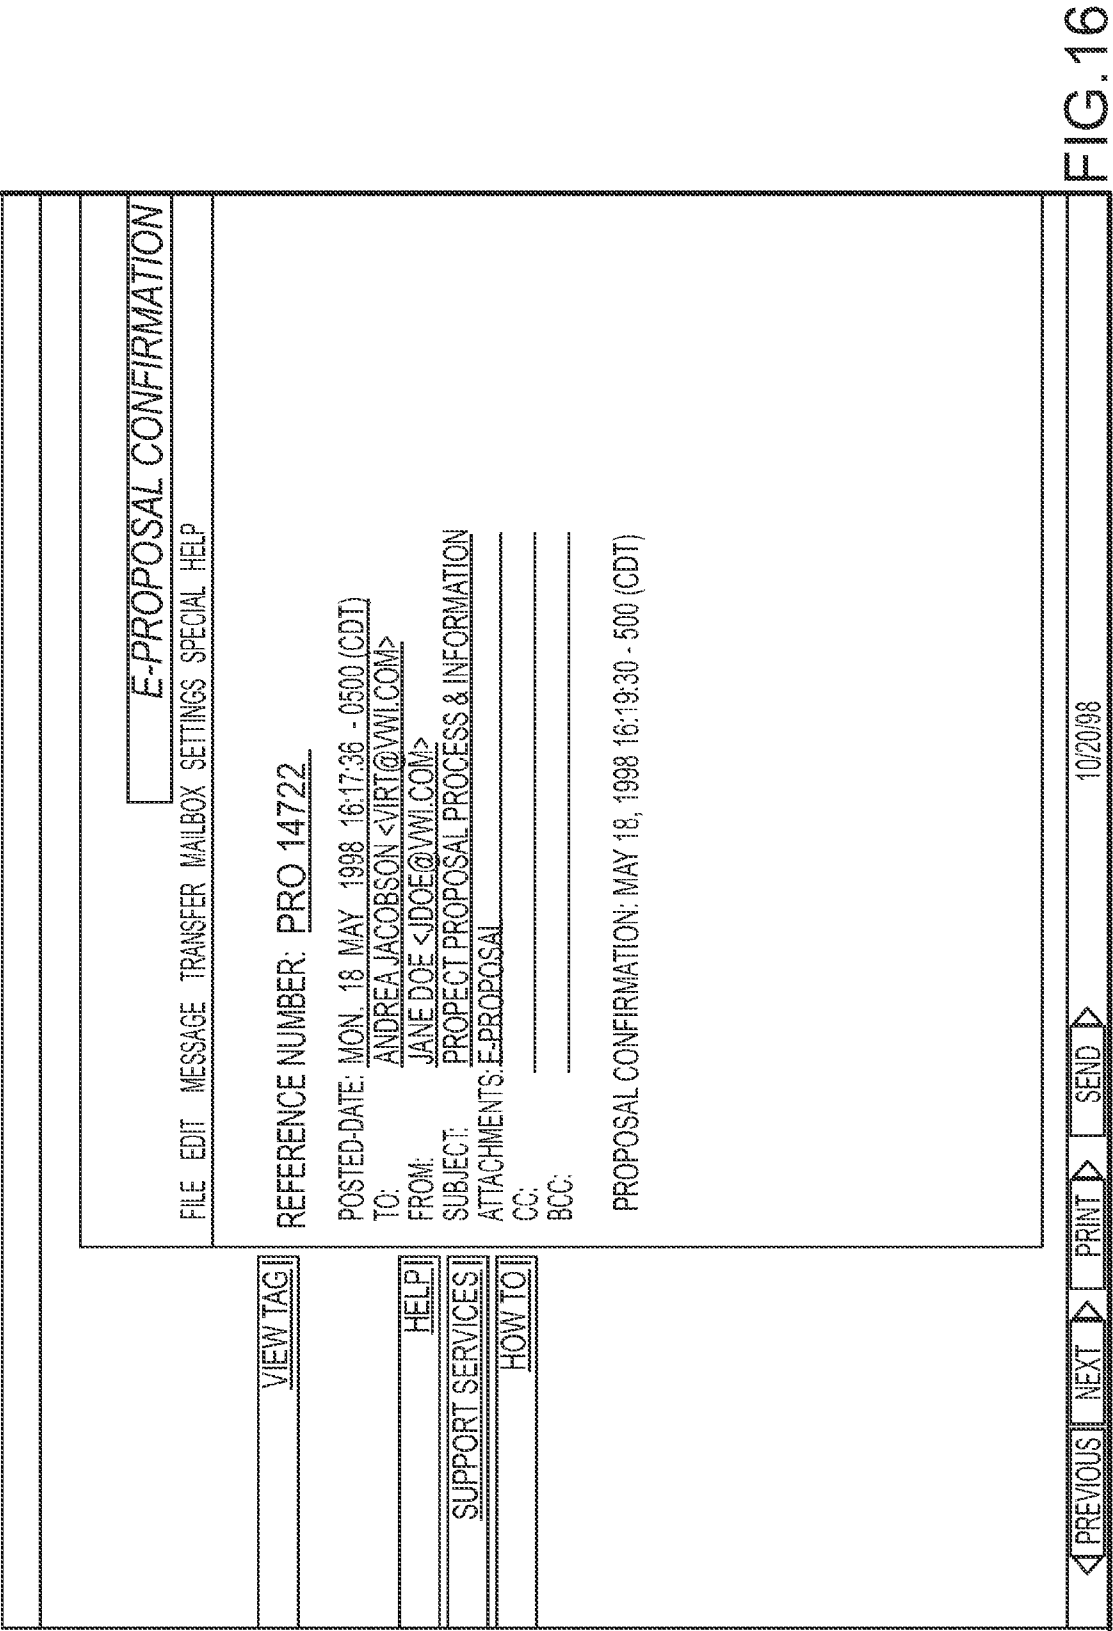 E-PROPOSAL CONFIRMATION
FILE EDIT MESSAGE TRANSFER MAILBOX SETTINGS SPECIAL HELP
VIEW TAG
HELP
SUPPORT SERVICES
HOW TO
REFERENCE NUMBER: PRO 14722
POSTED-DATE: MON. 18 MAY 1998 16:17:36 - 0500 (CDT)
TO: ANDREA JACOBSON <VIRT@VWI.COM>
FROM: JANE DOE <JDOE@VWI.COM>
SUBJECT: PROPECT PROPOSAL PROCESS & INFORMATION
ATTACHMENTS: E-PROPOSAL
CC:
BCC:
PROPOSAL CONFIRMATION: MAY 18, 1998 16:19:30 - 500 (CDT)
PREVIOUS NEXT PRINT SEND 10/20/98
FIG. 16